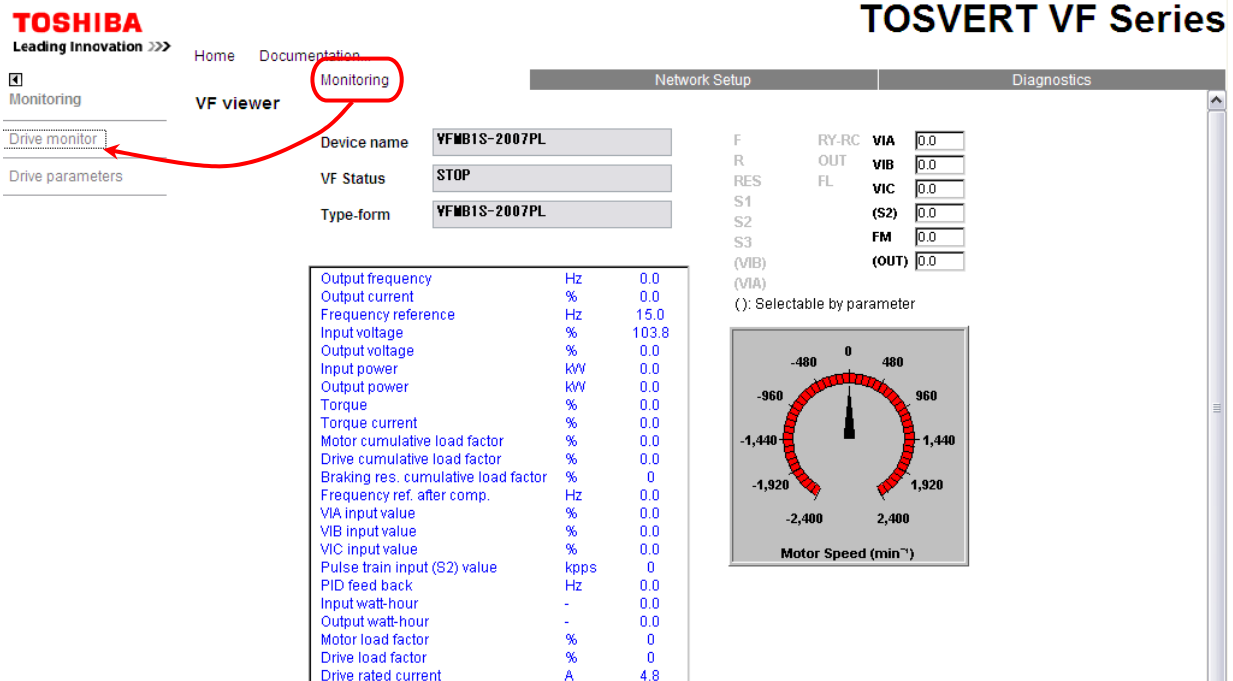 TOSHIBA
Leading Innovation >>>
TOSVERT VF Series
Home Documentation...
Monitoring Network Setup Diagnostics
Monitoring
Drive monitor
Drive parameters
VF viewer
Device name VFMB1S-2007PL
VF Status STOP
Type-form VFMB1S-2007PL
F RY-RC VIA 0.0
R OUT VIB 0.0
RES FL VIC 0.0
S1 (S2) 0.0
S2 FM 0.0
S3 (OUT) 0.0
(VIB)
(VIA)
( ): Selectable by parameter
Output frequency Hz 0.0
Output current % 0.0
Frequency reference Hz 15.0
Input voltage % 103.8
Output voltage % 0.0
Input power kW 0.0
Output power kW 0.0
Torque % 0.0
Torque current % 0.0
Motor cumulative load factor % 0.0
Drive cumulative load factor % 0.0
Braking res. cumulative load factor % 0
Frequency ref. after comp. Hz 0.0
VIA input value % 0.0
VIB input value % 0.0
VIC input value % 0.0
Pulse train input (S2) value kpps 0
PID feed back Hz 0.0
Input watt-hour - 0.0
Output watt-hour - 0.0
Motor load factor % 0
Drive load factor % 0
Drive rated current A 4.8
0
-480 480
-960 960
-1,440 1,440
-1,920 1,920
-2,400 2,400
Motor Speed (min⁻¹)